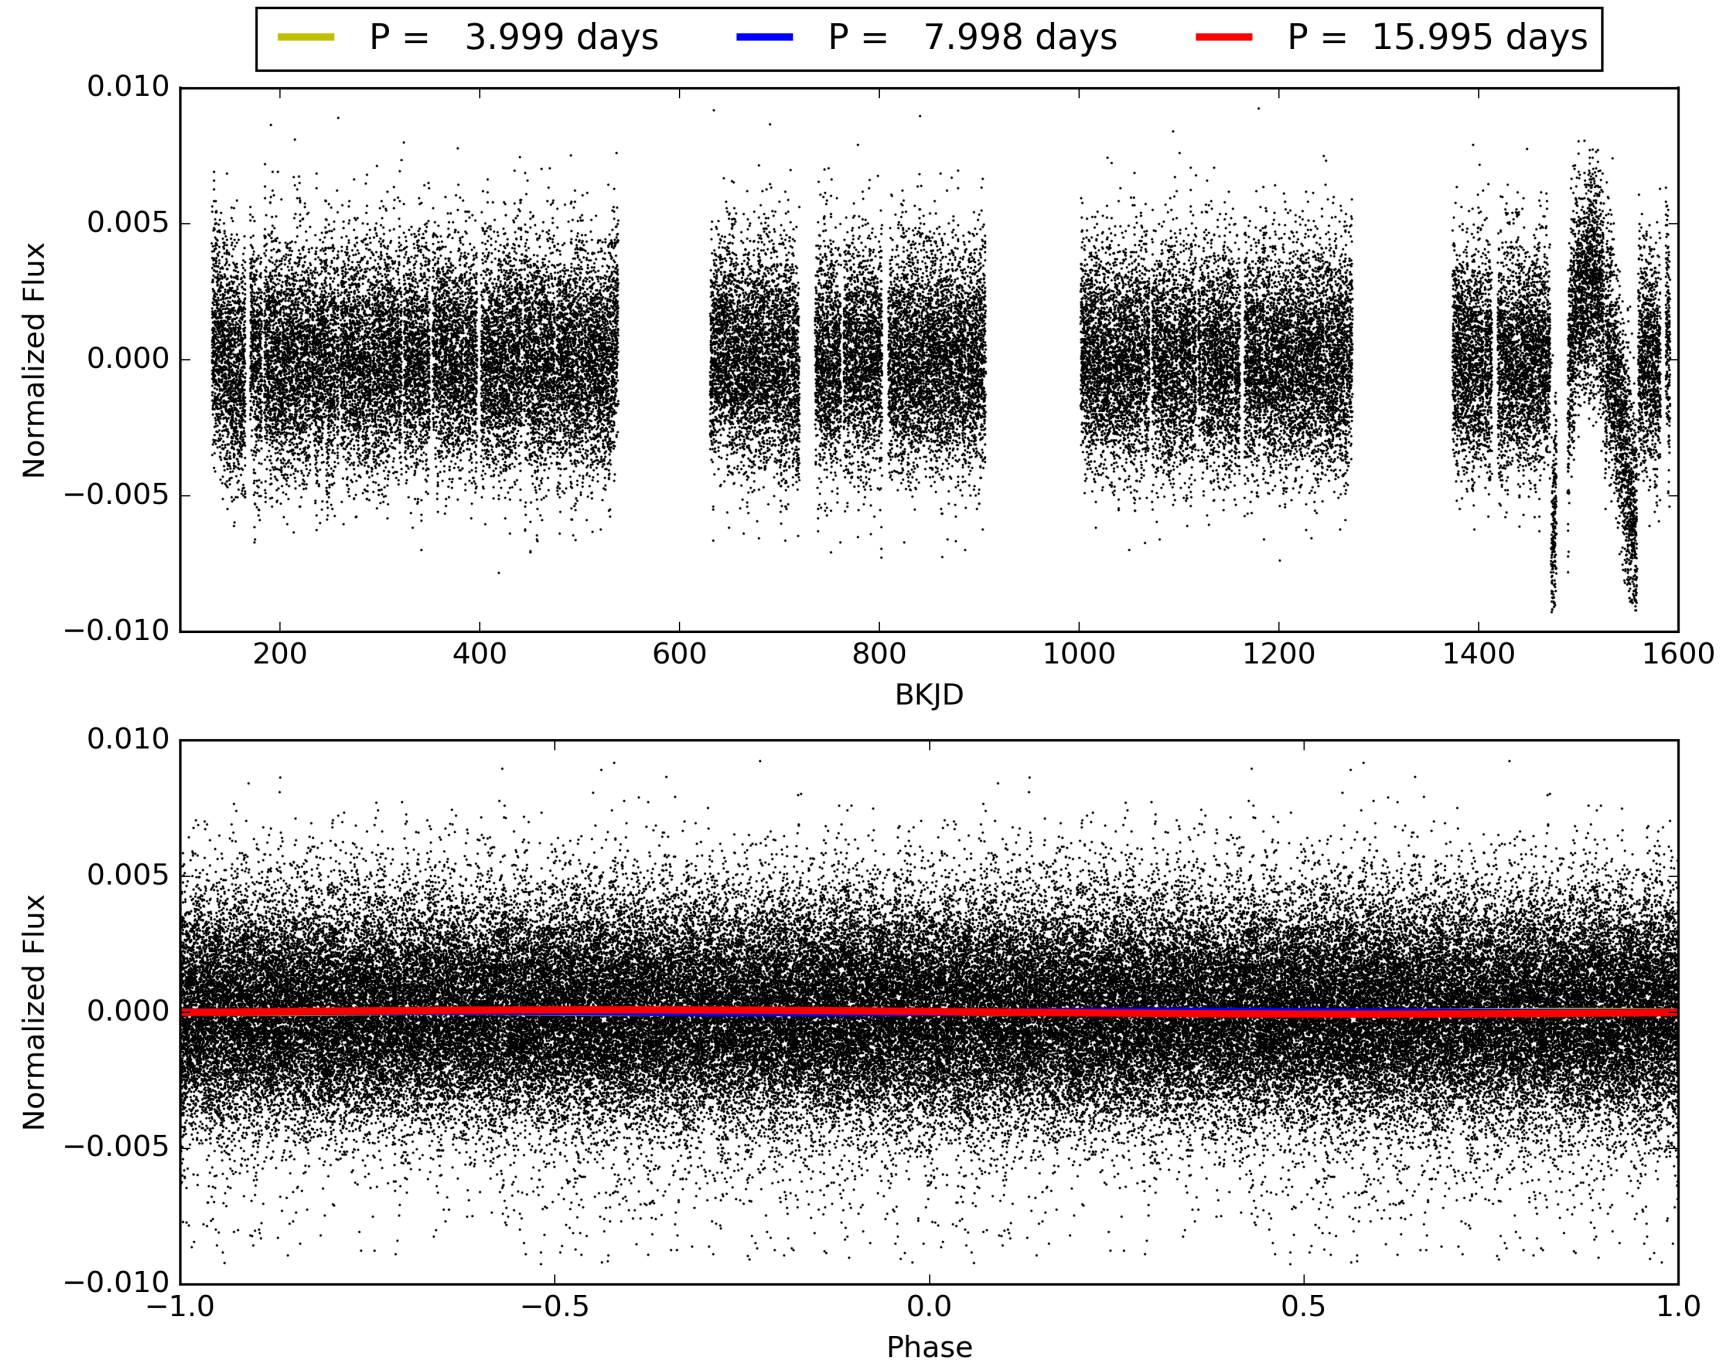 P = 3.999 days P = 7.998 days P = 15.995 days
0.010
0.005
0.000
−0.005
−0.010
Normalized Flux
200 400 600 800 1000 1200 1400 1600
BKJD
0.010
0.005
0.000
−0.005
−0.010
Normalized Flux
−1.0 −0.5 0.0 0.5 1.0
Phase